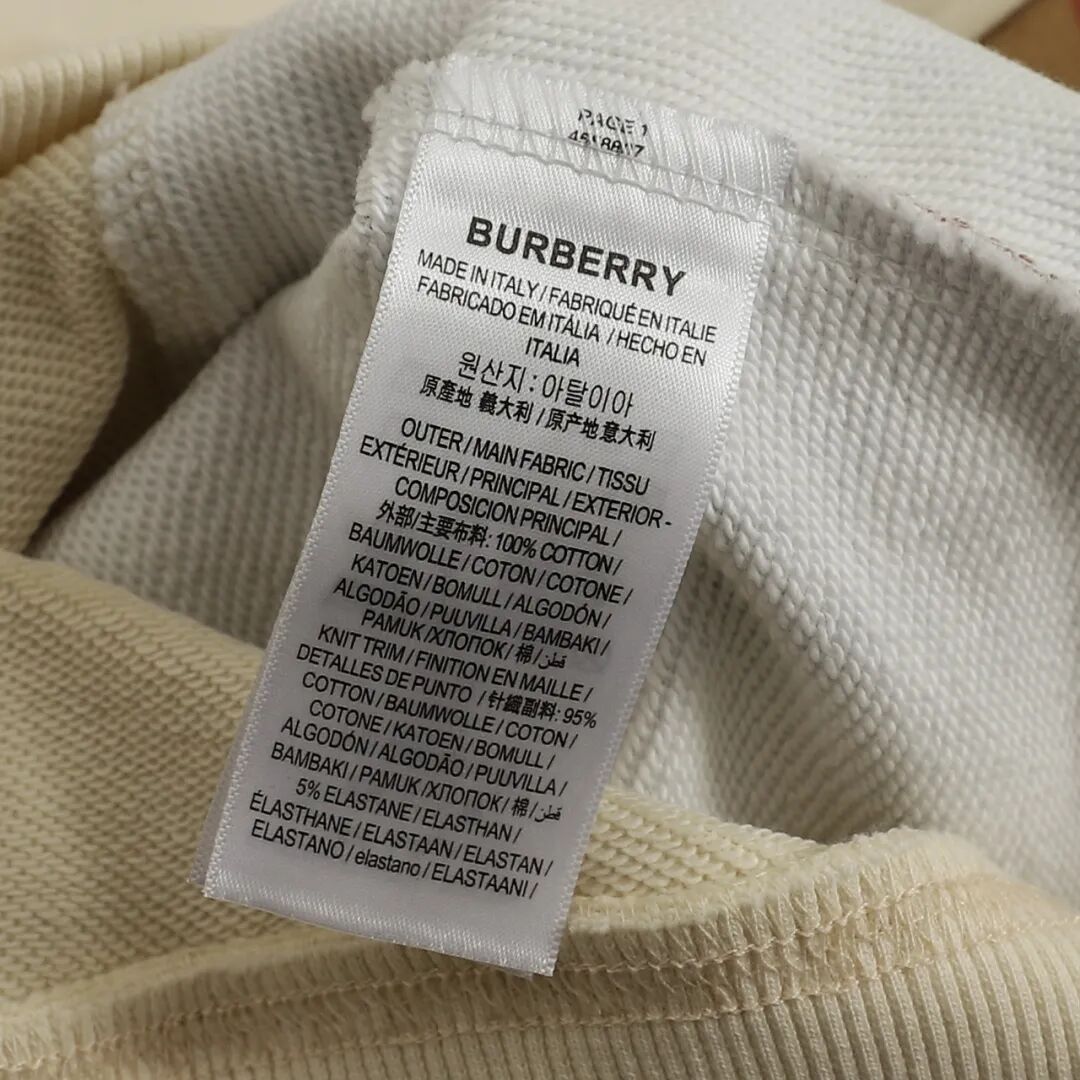 PAGE 1
BURBERRY
MADE IN ITALY / FABRIQUÉ EN ITALIE
FABRICADO EM ITÁLIA / HECHO EN
ITALIA
원산지 : 아탈이아
原產地 義大利 / 原产地意大利
OUTER / MAIN FABRIC / TISSU
EXTÉRIEUR / PRINCIPAL / EXTERIOR -
COMPOSICION PRINCIPAL /
外部/主要布料: 100% COTTON /
BAUMWOLLE / COTON / COTONE /
KATOEN / BOMULL / ALGODÓN /
ALGODÃO / PUUVILLA / BAMBAKI /
PAMUK /ХЛОПОК / 棉 / قطن
KNIT TRIM / FINITION EN MAILLE /
DETALLES DE PUNTO / 针織副料: 95%
COTTON / BAUMWOLLE / COTON /
COTONE / KATOEN / BOMULL /
ALGODÓN / ALGODÃO / PUUVILLA /
BAMBAKI / PAMUK /ХЛОПОК / 棉 / قطن
5% ELASTANE / ELASTHAN /
ÉLASTHANE / ELASTAAN / ELASTAN /
ELASTANO / elastano / ELASTAANI /